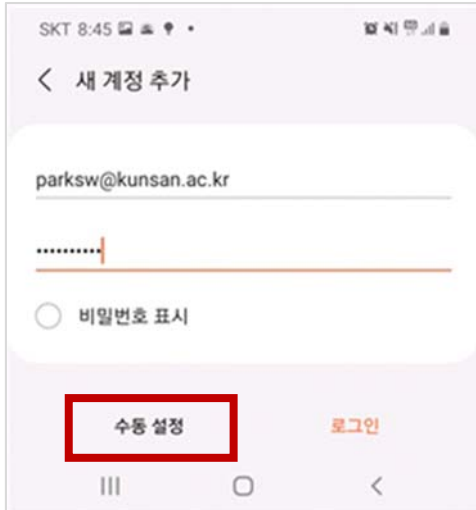 SKT 8:45
새 계정 추가
parksw@kunsan.ac.kr
비밀번호 표시
수동 설정
로그인